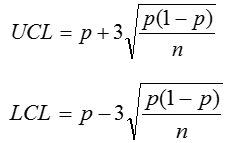 UCL = p + 3√(p(1 − p)/n)
LCL = p − 3√(p(1 − p)/n)